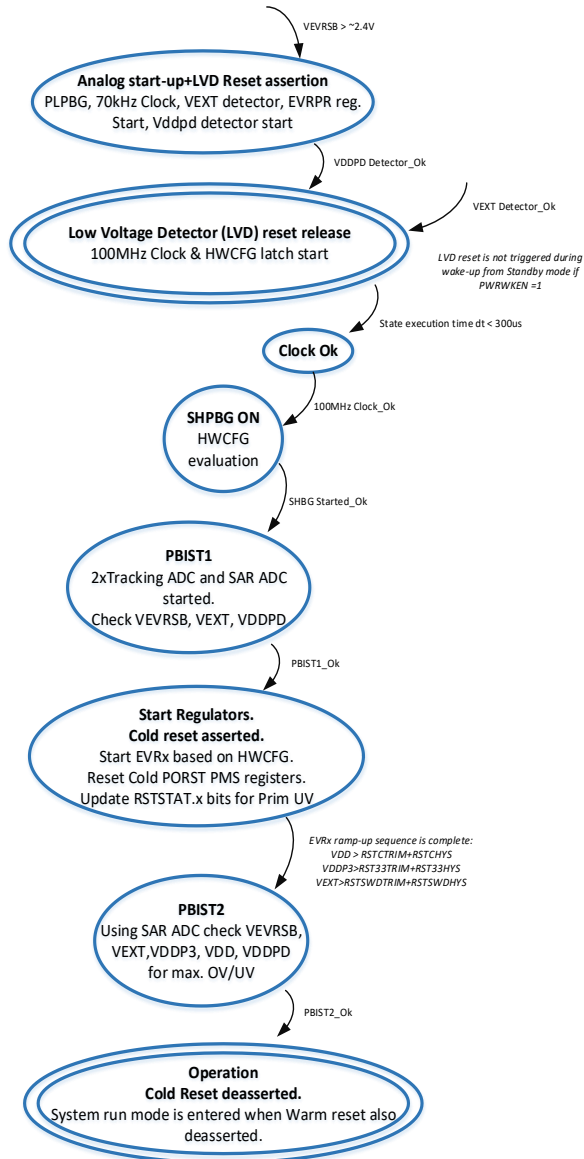 VEVRSB > ~2.4V
Analog start-up+LVD Reset assertion
PLPBG, 70kHz Clock, VEXT detector, EVRPR reg.
Start, Vddpd detector start
VDDPD Detector_Ok
VEXT Detector_Ok
Low Voltage Detector (LVD) reset release
100MHz Clock & HWCFG latch start
LVD reset is not triggered during
wake-up from Standby mode if
PWRWKEN =1
State execution time dt < 300us
Clock Ok
100MHz Clock_Ok
SHPBG ON
HWCFG
evaluation
SHBG Started_Ok
PBIST1
2xTracking ADC and SAR ADC
started.
Check VEVRSB, VEXT, VDDPD
PBIST1_Ok
Start Regulators.
Cold reset asserted.
Start EVRx based on HWCFG.
Reset Cold PORST PMS registers.
Update RSTSTAT.x bits for Prim UV
EVRx ramp-up sequence is complete:
VDD > RSTCTRIM+RSTCHYS
VDDP3>RST33TRIM+RST33HYS
VEXT>RSTSWDTRIM+RSTSWDHYS
PBIST2
Using SAR ADC check VEVRSB,
VEXT,VDDP3, VDD, VDDPD
for max. OV/UV
PBIST2_Ok
Operation
Cold Reset deasserted.
System run mode is entered when Warm reset also
deasserted.